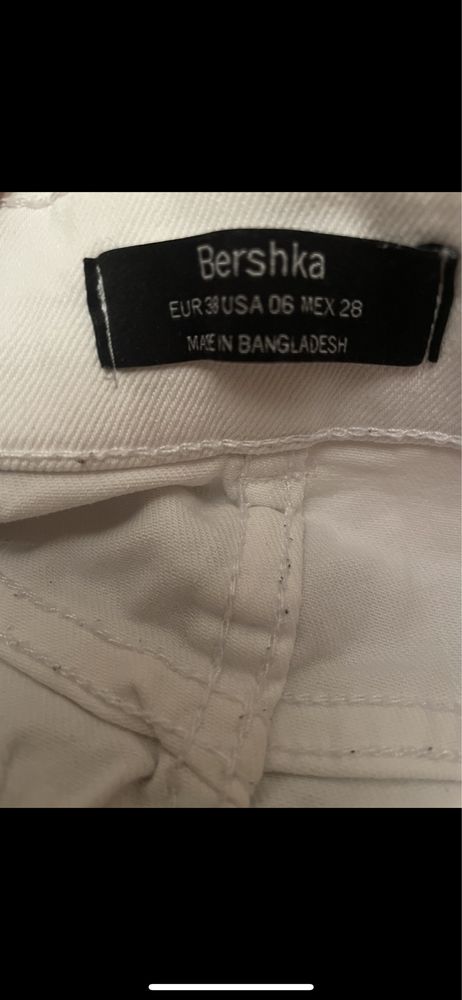 Bershka
EUR 38 USA 06 MEX 28
MADE IN BANGLADESH